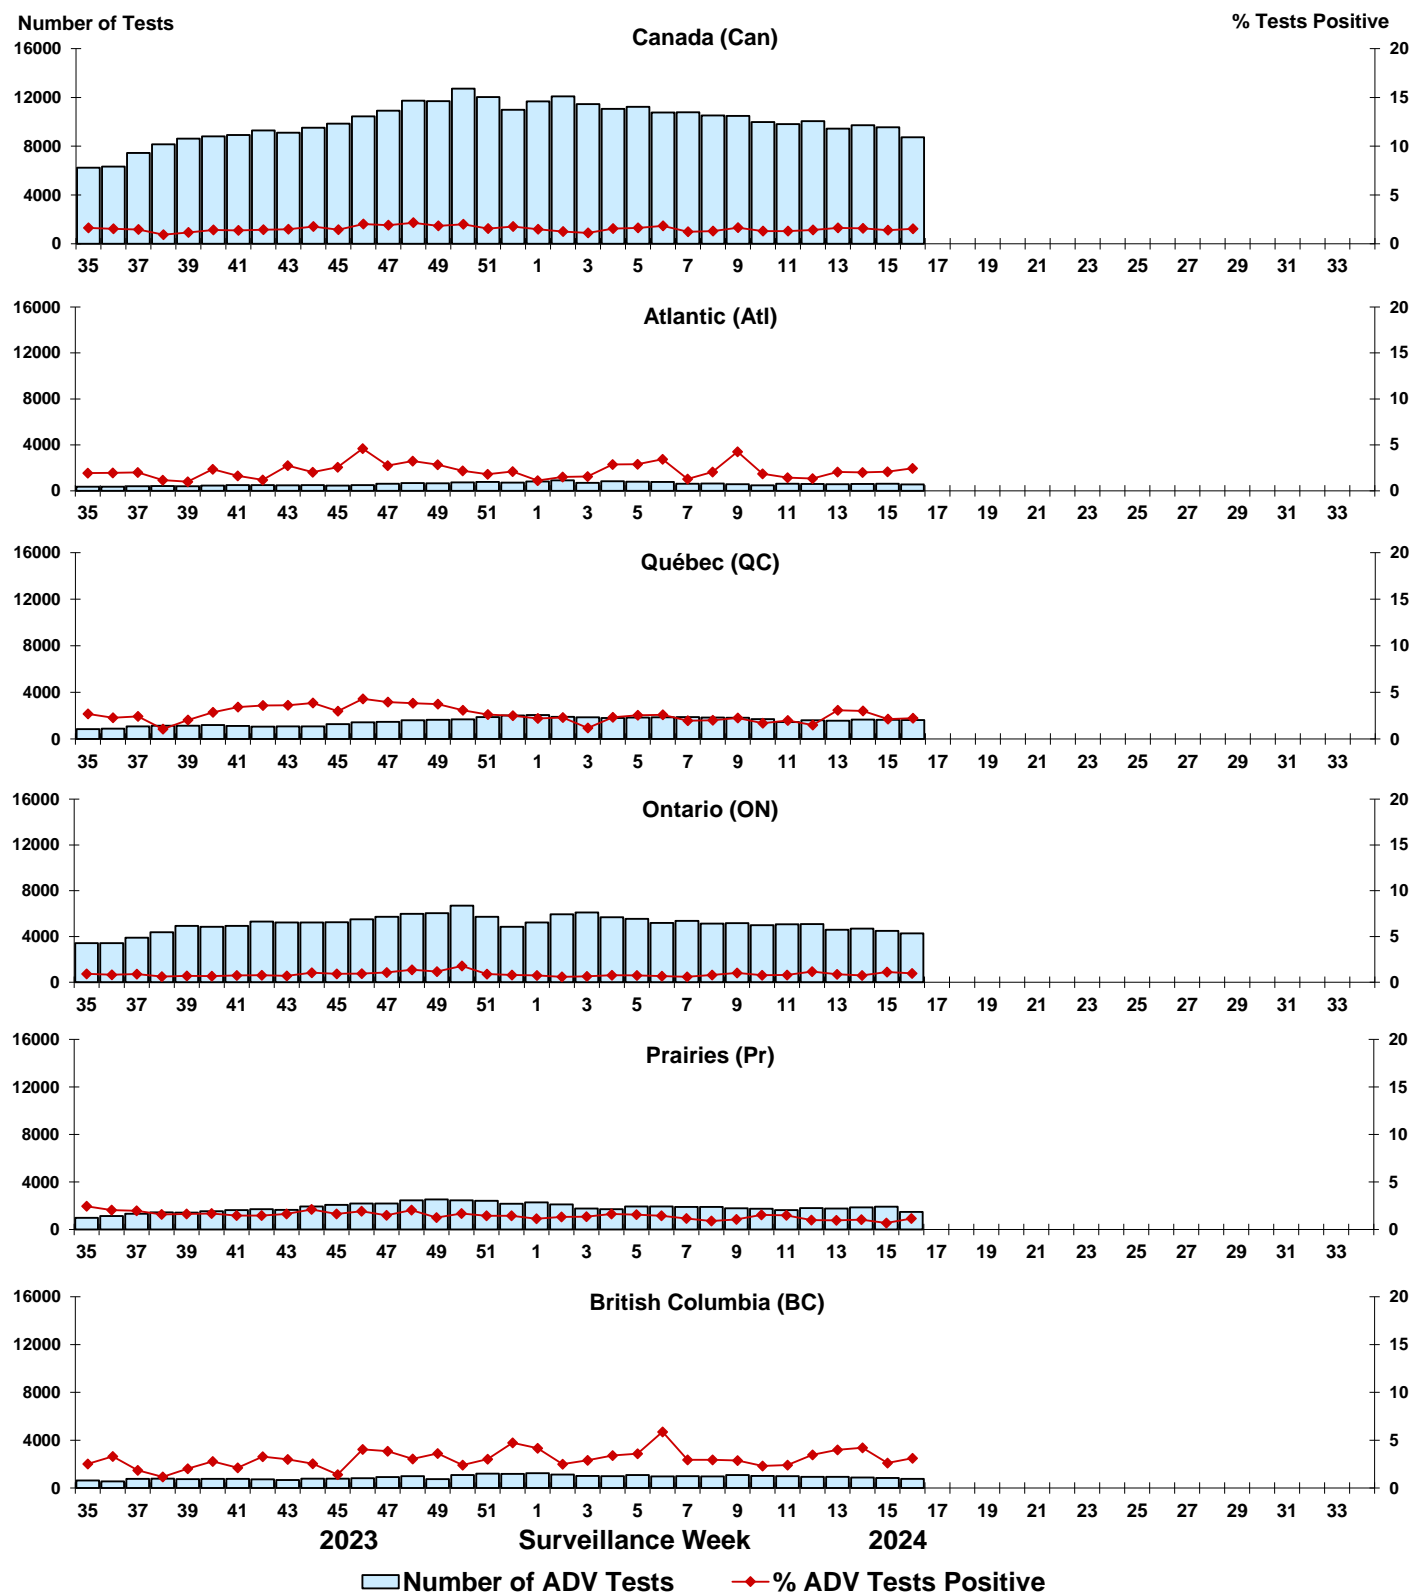 Number of Tests
% Tests Positive
Canada (Can)
16000 20
12000 15
8000 10
4000 5
0 0
35 37 39 41 43 45 47 49 51 1 3 5 7 9 11 13 15 17 19 21 23 25 27 29 31 33
Atlantic (Atl)
16000 20
12000 15
8000 10
4000 5
0 0
35 37 39 41 43 45 47 49 51 1 3 5 7 9 11 13 15 17 19 21 23 25 27 29 31 33
Québec (QC)
16000 20
12000 15
8000 10
4000 5
0 0
35 37 39 41 43 45 47 49 51 1 3 5 7 9 11 13 15 17 19 21 23 25 27 29 31 33
Ontario (ON)
16000 20
12000 15
8000 10
4000 5
0 0
35 37 39 41 43 45 47 49 51 1 3 5 7 9 11 13 15 17 19 21 23 25 27 29 31 33
Prairies (Pr)
16000 20
12000 15
8000 10
4000 5
0 0
35 37 39 41 43 45 47 49 51 1 3 5 7 9 11 13 15 17 19 21 23 25 27 29 31 33
British Columbia (BC)
16000 20
12000 15
8000 10
4000 5
0 0
35 37 39 41 43 45 47 49 51 1 3 5 7 9 11 13 15 17 19 21 23 25 27 29 31 33
2023 Surveillance Week 2024
Number of ADV Tests % ADV Tests Positive